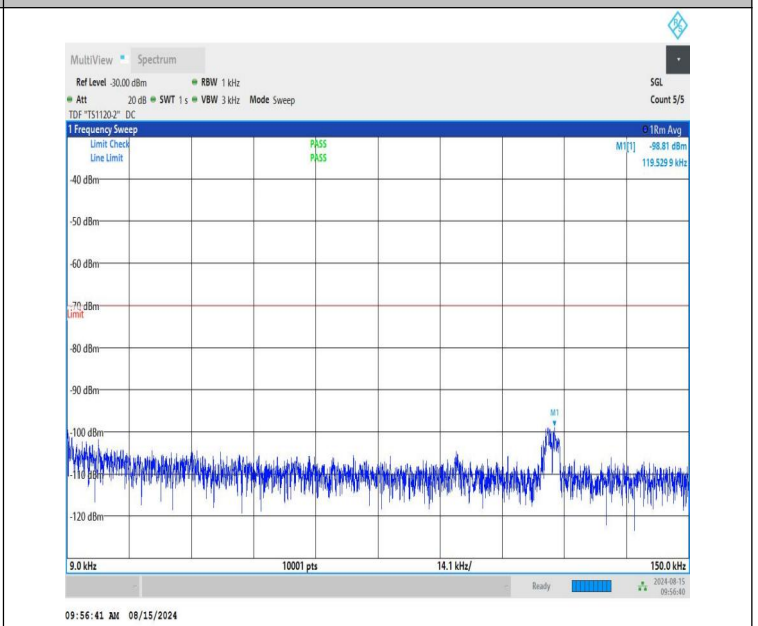 R&S
MultiView Spectrum
Ref Level -30.00 dBm RBW 1 kHz SGL
Att 20 dB SWT 1 s VBW 3 kHz Mode Sweep Count 5/5
TDF "TS1120-2" DC
1 Frequency Sweep 1Rm Avg
Limit Check PASS M1[1] -98.81 dBm
Line Limit PASS 119.529 9 kHz
-40 dBm
-50 dBm
-60 dBm
-70 dBm
Limit
-80 dBm
-90 dBm
M1
-100 dBm
-110 dBm
-120 dBm
9.0 kHz 10001 pts 14.1 kHz/ 150.0 kHz
Ready 2024-08-15
09:56:40
09:56:41 AM 08/15/2024